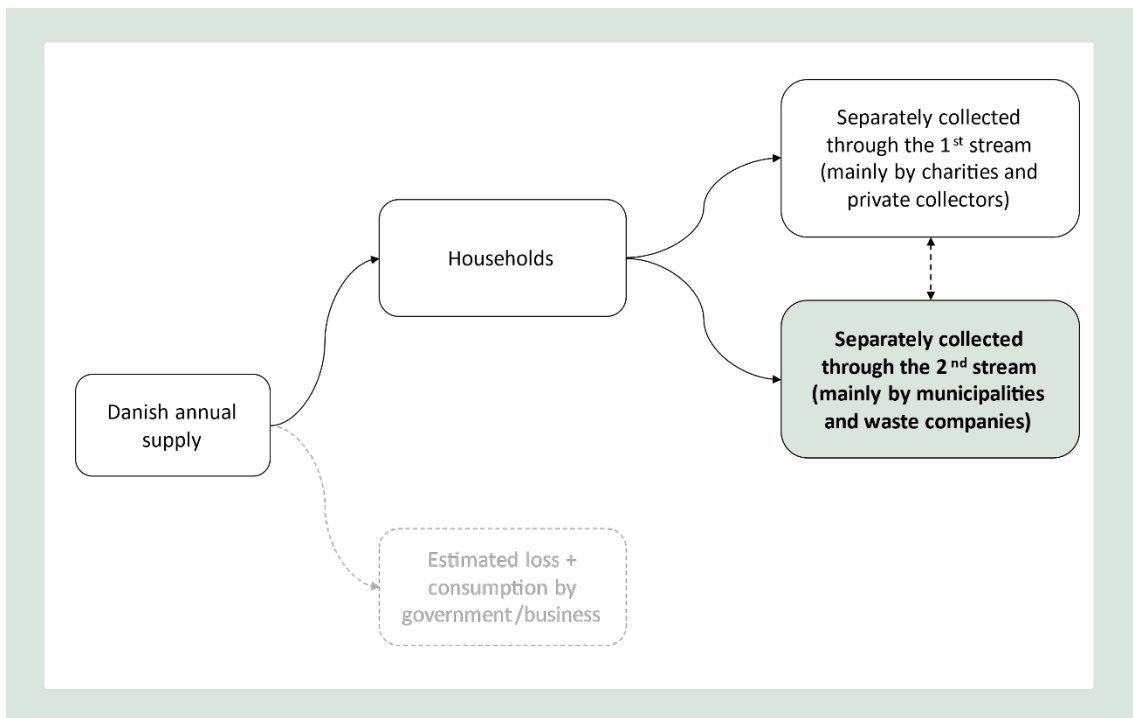 Separately collected
through the 1st stream
(mainly by charities and
private collectors)
Households
Separately collected
through the 2nd stream
(mainly by municipalities
and waste companies)
Danish annual
supply
Estimated loss +
consumption by
government/business